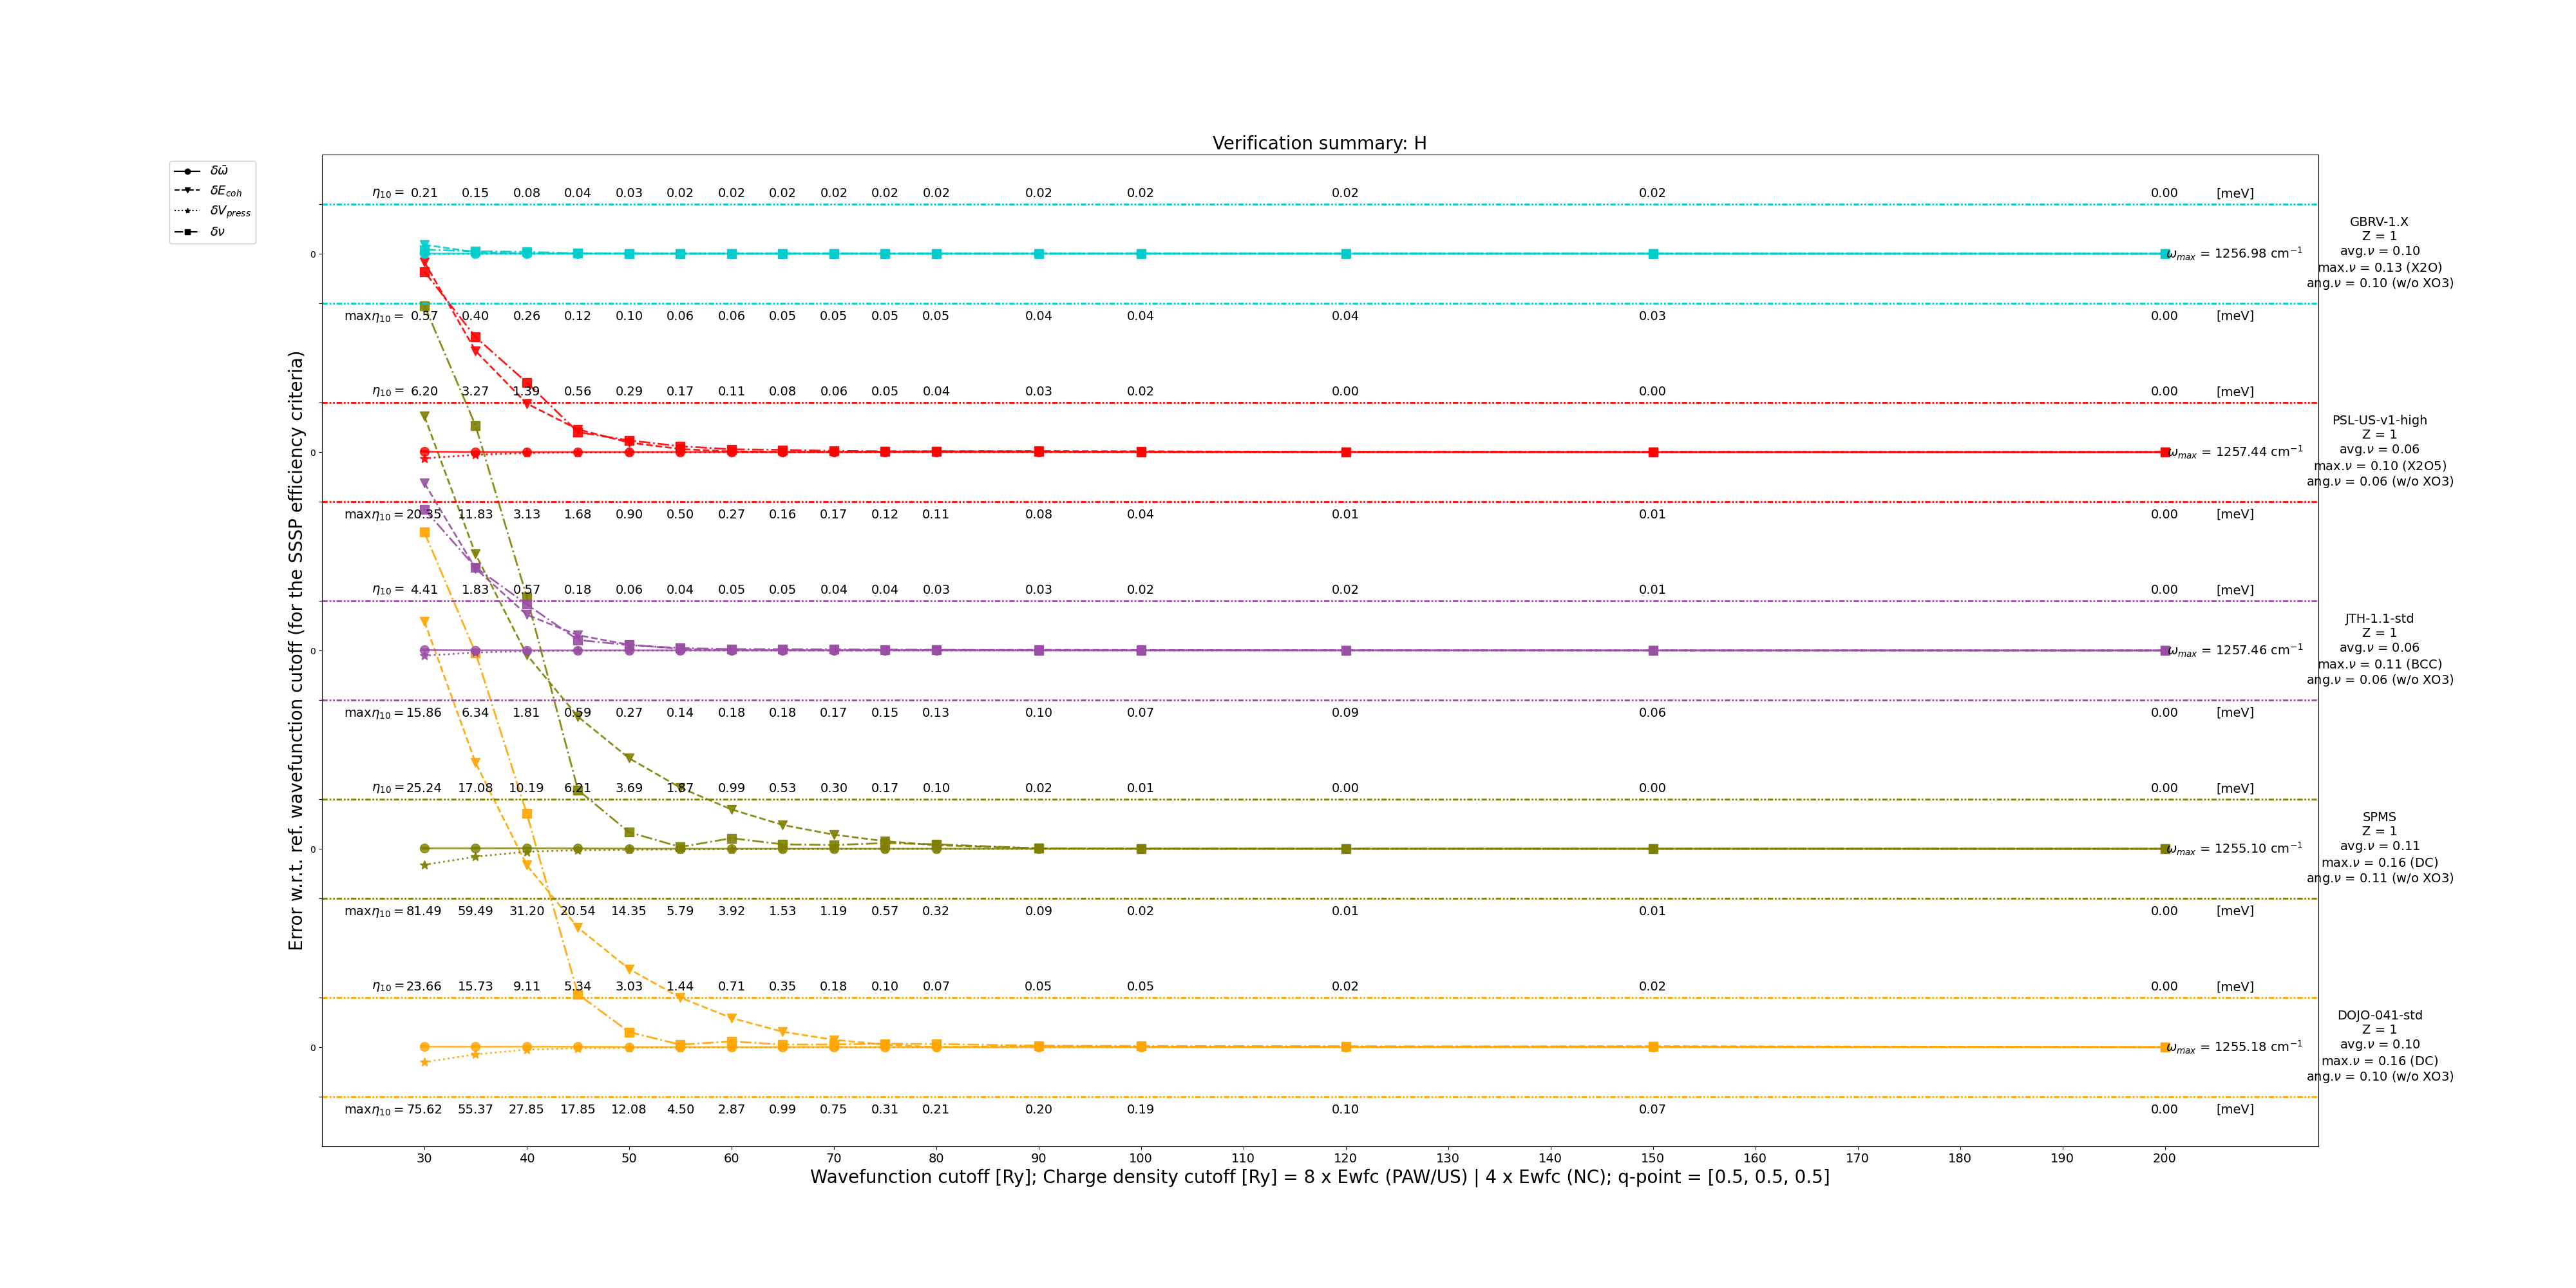 Verification summary: H
δω̄
δE_coh
δV_press
δν
Error w.r.t. ref. wavefunction cutoff (for the SSSP efficiency criteria)
η₁₀ = 0.21 0.15 0.08 0.04 0.03 0.02 0.02 0.02 0.02 0.02 0.02 0.02 0.02 0.02 0.02 0.00 [meV]
0
ω_max = 1256.98 cm⁻¹
maxη₁₀ = 0.57 0.40 0.26 0.12 0.10 0.06 0.06 0.05 0.05 0.05 0.05 0.04 0.04 0.04 0.03 0.00 [meV]
GBRV-1.X
Z = 1
avg.ν = 0.10
max.ν = 0.13 (X2O)
ang.ν = 0.10 (w/o XO3)
η₁₀ = 6.20 3.27 1.39 0.56 0.29 0.17 0.11 0.08 0.06 0.05 0.04 0.03 0.02 0.00 0.00 0.00 [meV]
0
ω_max = 1257.44 cm⁻¹
maxη₁₀ = 20.35 11.83 3.13 1.68 0.90 0.50 0.27 0.16 0.17 0.12 0.11 0.08 0.04 0.01 0.01 0.00 [meV]
PSL-US-v1-high
Z = 1
avg.ν = 0.06
max.ν = 0.10 (X2O5)
ang.ν = 0.06 (w/o XO3)
η₁₀ = 4.41 1.83 0.57 0.18 0.06 0.04 0.05 0.05 0.04 0.04 0.03 0.03 0.02 0.02 0.01 0.00 [meV]
0
ω_max = 1257.46 cm⁻¹
maxη₁₀ = 15.86 6.34 1.81 0.59 0.27 0.14 0.18 0.18 0.17 0.15 0.13 0.10 0.07 0.09 0.06 0.00 [meV]
JTH-1.1-std
Z = 1
avg.ν = 0.06
max.ν = 0.11 (BCC)
ang.ν = 0.06 (w/o XO3)
η₁₀ = 25.24 17.08 10.19 6.21 3.69 1.87 0.99 0.53 0.30 0.17 0.10 0.02 0.01 0.00 0.00 0.00 [meV]
0
ω_max = 1255.10 cm⁻¹
maxη₁₀ = 81.49 59.49 31.20 20.54 14.35 5.79 3.92 1.53 1.19 0.57 0.32 0.09 0.02 0.01 0.01 0.00 [meV]
SPMS
Z = 1
avg.ν = 0.11
max.ν = 0.16 (DC)
ang.ν = 0.11 (w/o XO3)
η₁₀ = 23.66 15.73 9.11 5.34 3.03 1.44 0.71 0.35 0.18 0.10 0.07 0.05 0.05 0.02 0.02 0.00 [meV]
0
ω_max = 1255.18 cm⁻¹
maxη₁₀ = 75.62 55.37 27.85 17.85 12.08 4.50 2.87 0.99 0.75 0.31 0.21 0.20 0.19 0.10 0.07 0.00 [meV]
DOJO-041-std
Z = 1
avg.ν = 0.10
max.ν = 0.16 (DC)
ang.ν = 0.10 (w/o XO3)
30 40 50 60 70 80 90 100 110 120 130 140 150 160 170 180 190 200
Wavefunction cutoff [Ry]; Charge density cutoff [Ry] = 8 x Ewfc (PAW/US) | 4 x Ewfc (NC); q-point = [0.5, 0.5, 0.5]